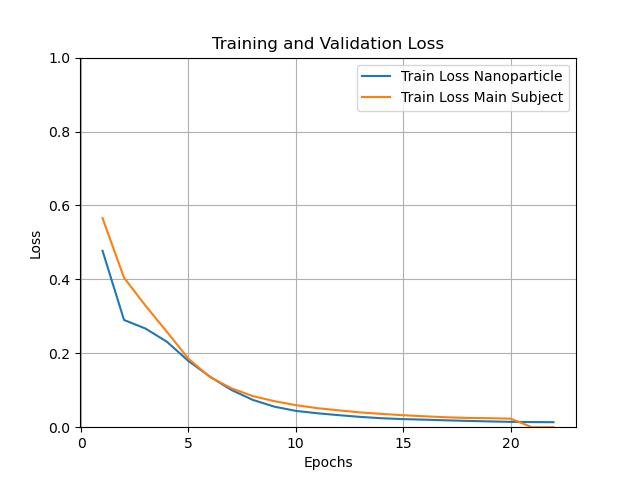 Training and Validation Loss
Train Loss Nanoparticle
Train Loss Main Subject
1.0
0.8
0.6
0.4
0.2
0.0
Loss
0 5 10 15 20
Epochs